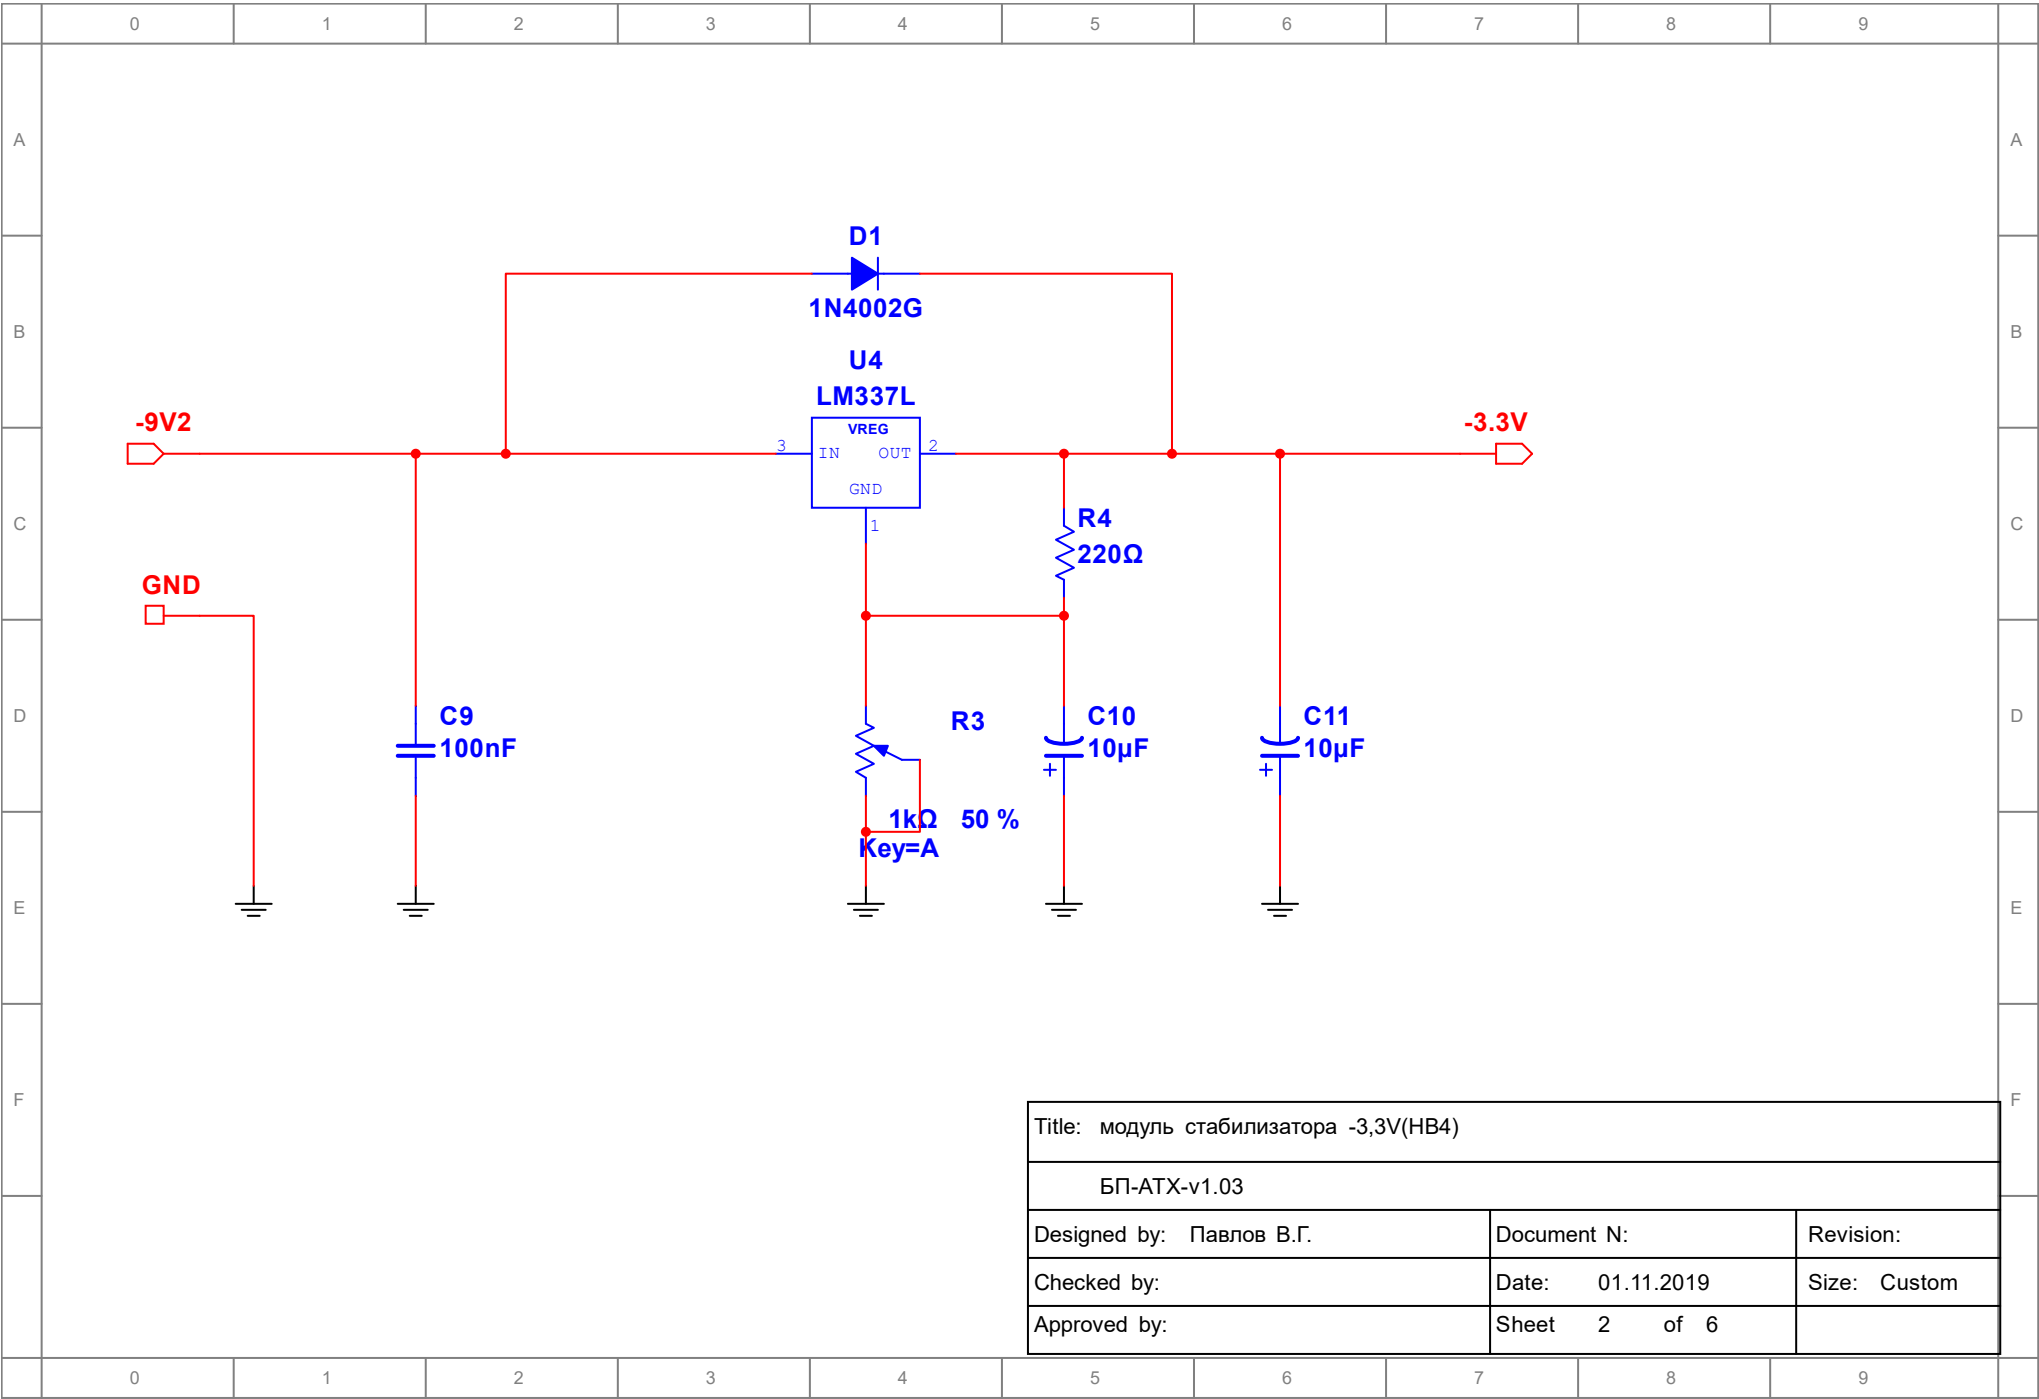 0 1 2 3 4 5 6 7 8 9
A A
D1
1N4002G
B B
U4
LM337L
VREG
-9V2
-3.3V
3 IN OUT 2
GND
1
C C
R4
220Ω
GND
D D
C9
100nF
R3
1kΩ 50 %
Key=A
C10
10µF
+
C11
10µF
+
E E
F F
Title: модуль стабилизатора -3,3V(HB4)
БП-АТХ-v1.03
Designed by: Павлов В.Г. Document N: Revision:
Checked by: Date: 01.11.2019 Size: Custom
Approved by: Sheet 2 of 6
0 1 2 3 4 5 6 7 8 9